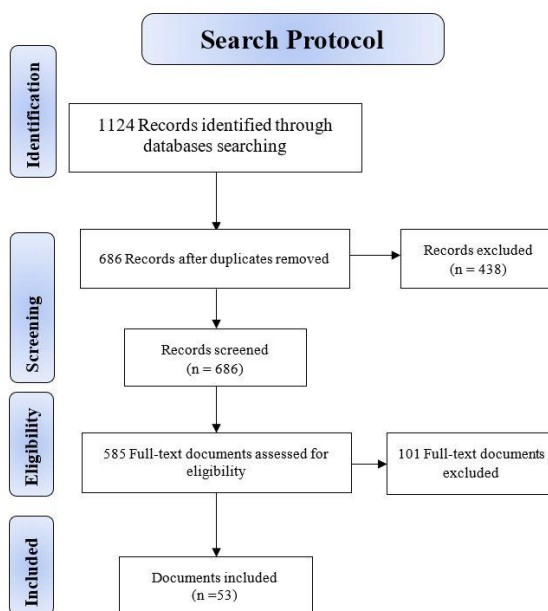 Search Protocol
Identification
1124 Records identified through
databases searching
686 Records after duplicates removed
Records excluded
(n = 438)
Screening
Records screened
(n = 686)
Eligibility
585 Full-text documents assessed for
eligibility
101 Full-text documents
excluded
Included
Documents included
(n =53)